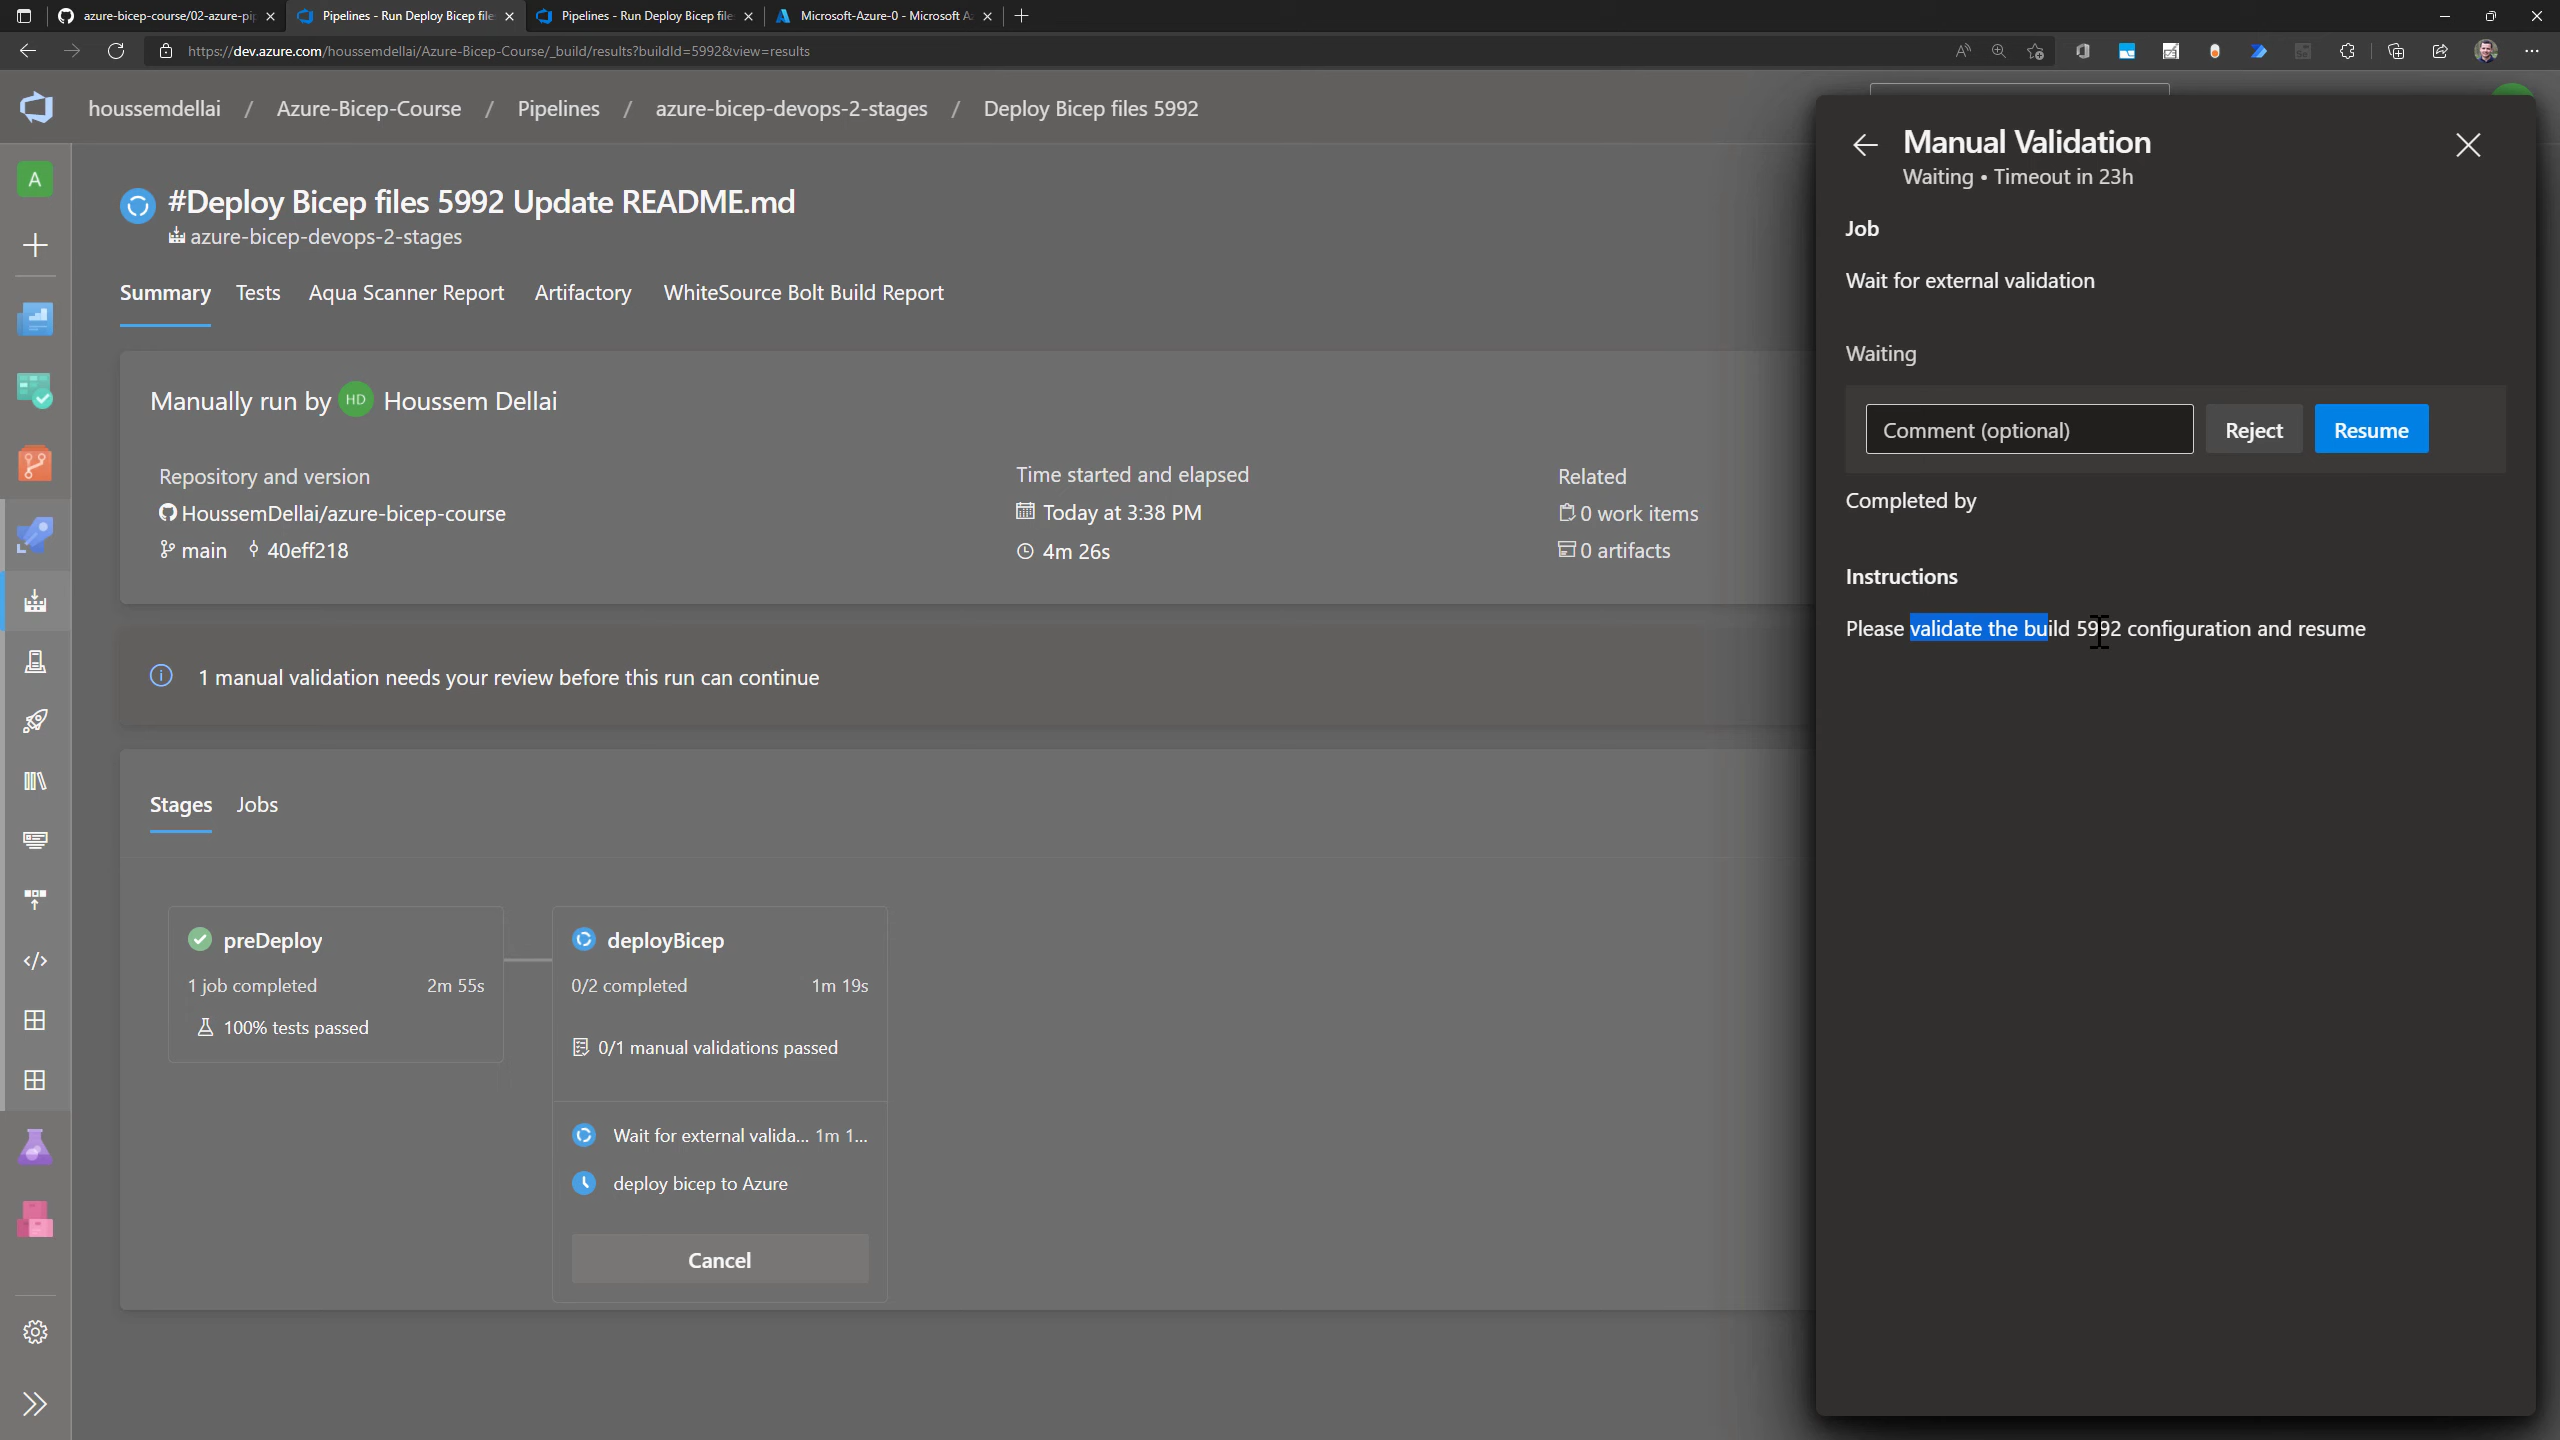 azure-bicep-course/02-azure-pip
Pipelines - Run Deploy Bicep file
Pipelines - Run Deploy Bicep file
Microsoft-Azure-0 - Microsoft A
https://dev.azure.com/houssemdellai/Azure-Bicep-Course/_build/results?buildId=5992&view=results
houssemdellai / Azure-Bicep-Course / Pipelines / azure-bicep-devops-2-stages / Deploy Bicep files 5992
A
#Deploy Bicep files 5992 Update README.md
azure-bicep-devops-2-stages
Summary Tests Aqua Scanner Report Artifactory WhiteSource Bolt Build Report
Manually run by HD Houssem Dellai
Repository and version
HoussemDellai/azure-bicep-course
main 40eff218
Time started and elapsed
Today at 3:38 PM
4m 26s
Related
0 work items
0 artifacts
1 manual validation needs your review before this run can continue
Stages Jobs
preDeploy
1 job completed 2m 55s
100% tests passed
deployBicep
0/2 completed 1m 19s
0/1 manual validations passed
Wait for external valida... 1m 1...
deploy bicep to Azure
Cancel
Manual Validation
Waiting • Timeout in 23h
Job
Wait for external validation
Waiting
Comment (optional)
Reject
Resume
Completed by
Instructions
Please validate the build 5992 configuration and resume